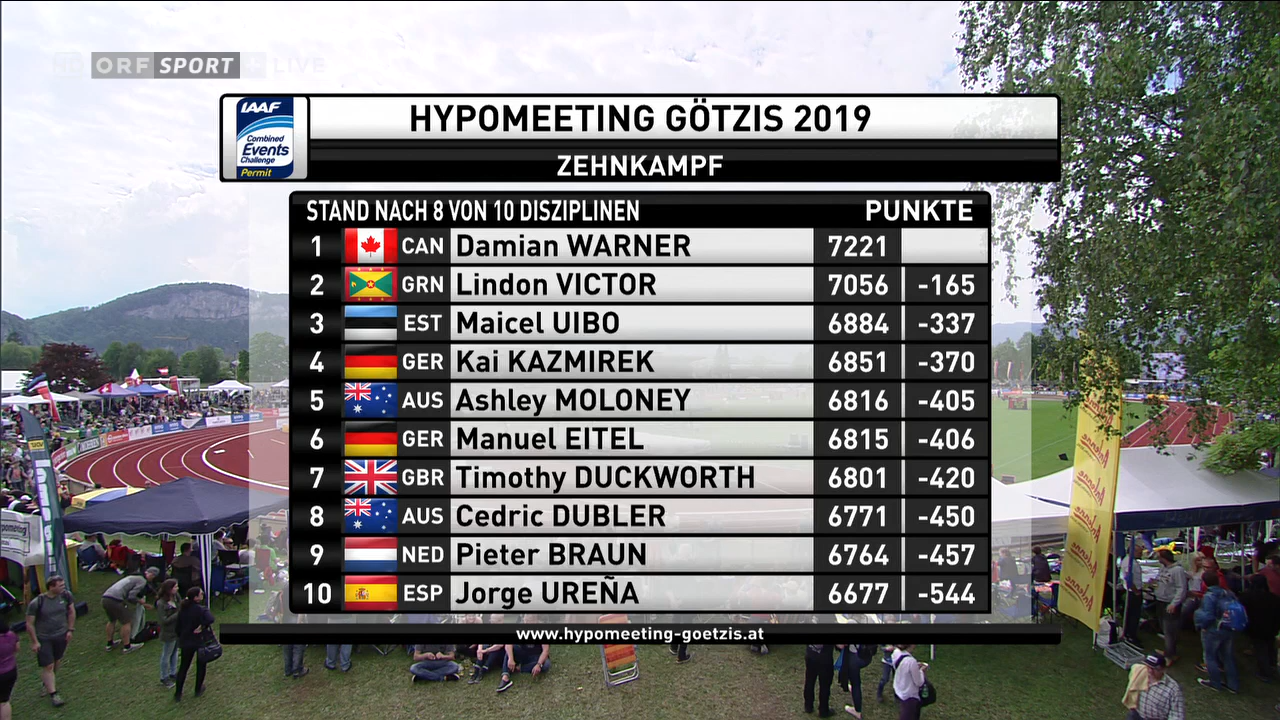 ORF SPORT + LIVE
IAAF
Combined
Events
Challenge
Permit
HYPOMEETING GÖTZIS 2019
ZEHNKAMPF
STAND NACH 8 VON 10 DISZIPLINEN PUNKTE
1 CAN Damian WARNER 7221
2 GRN Lindon VICTOR 7056 -165
3 EST Maicel UIBO 6884 -337
4 GER Kai KAZMIREK 6851 -370
5 AUS Ashley MOLONEY 6816 -405
6 GER Manuel EITEL 6815 -406
7 GBR Timothy DUCKWORTH 6801 -420
8 AUS Cedric DUBLER 6771 -450
9 NED Pieter BRAUN 6764 -457
10 ESP Jorge UREÑA 6677 -544
www.hypomeeting-goetzis.at